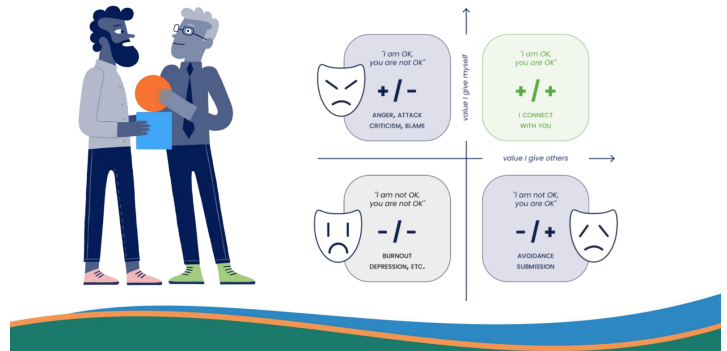 "I am OK,
you are not OK"
+/-
ANGER, ATTACK
CRITICISM, BLAME
value I give myself
"I am OK,
you are OK"
+/+
I CONNECT
WITH YOU
value I give others
"I am not OK,
you are not OK"
-/-
BURNOUT
DEPRESSION, ETC.
"I am not OK,
you are OK"
-/+
AVOIDANCE
SUBMISSION